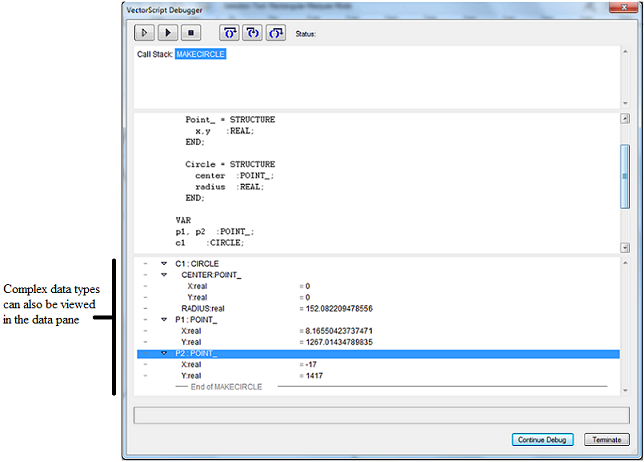 VectorScript Debugger
Status:
Call Stack: MAKECIRCLE
Point_ = STRUCTURE
x,y :REAL;
END;
Circle = STRUCTURE
center :POINT_;
radius :REAL;
END;
VAR
p1, p2 :POINT_;
c1 :CIRCLE;
Complex data types
can also be viewed
in the data pane
C1: CIRCLE
CENTER:POINT_
X:real = 0
Y:real = 0
RADIUS:real = 152.082209478556
P1: POINT_
X:real = 8.16550423737471
Y:real = 1267.01434789835
P2: POINT_
X:real = -17
Y:real = 1417
End of MAKECIRCLE
Continue Debug
Terminate